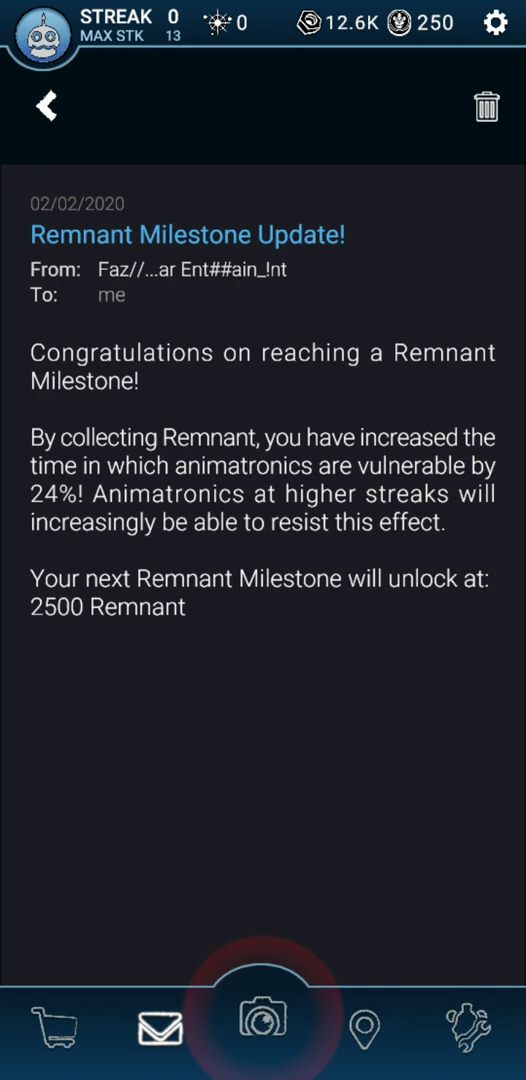 STREAK 0 0 12.6K 250
MAX STK 13
02/02/2020
Remnant Milestone Update!
From: Faz//...ar Ent##ain_!nt
To: me
Congratulations on reaching a Remnant
Milestone!
By collecting Remnant, you have increased the
time in which animatronics are vulnerable by
24%! Animatronics at higher streaks will
increasingly be able to resist this effect.
Your next Remnant Milestone will unlock at:
2500 Remnant